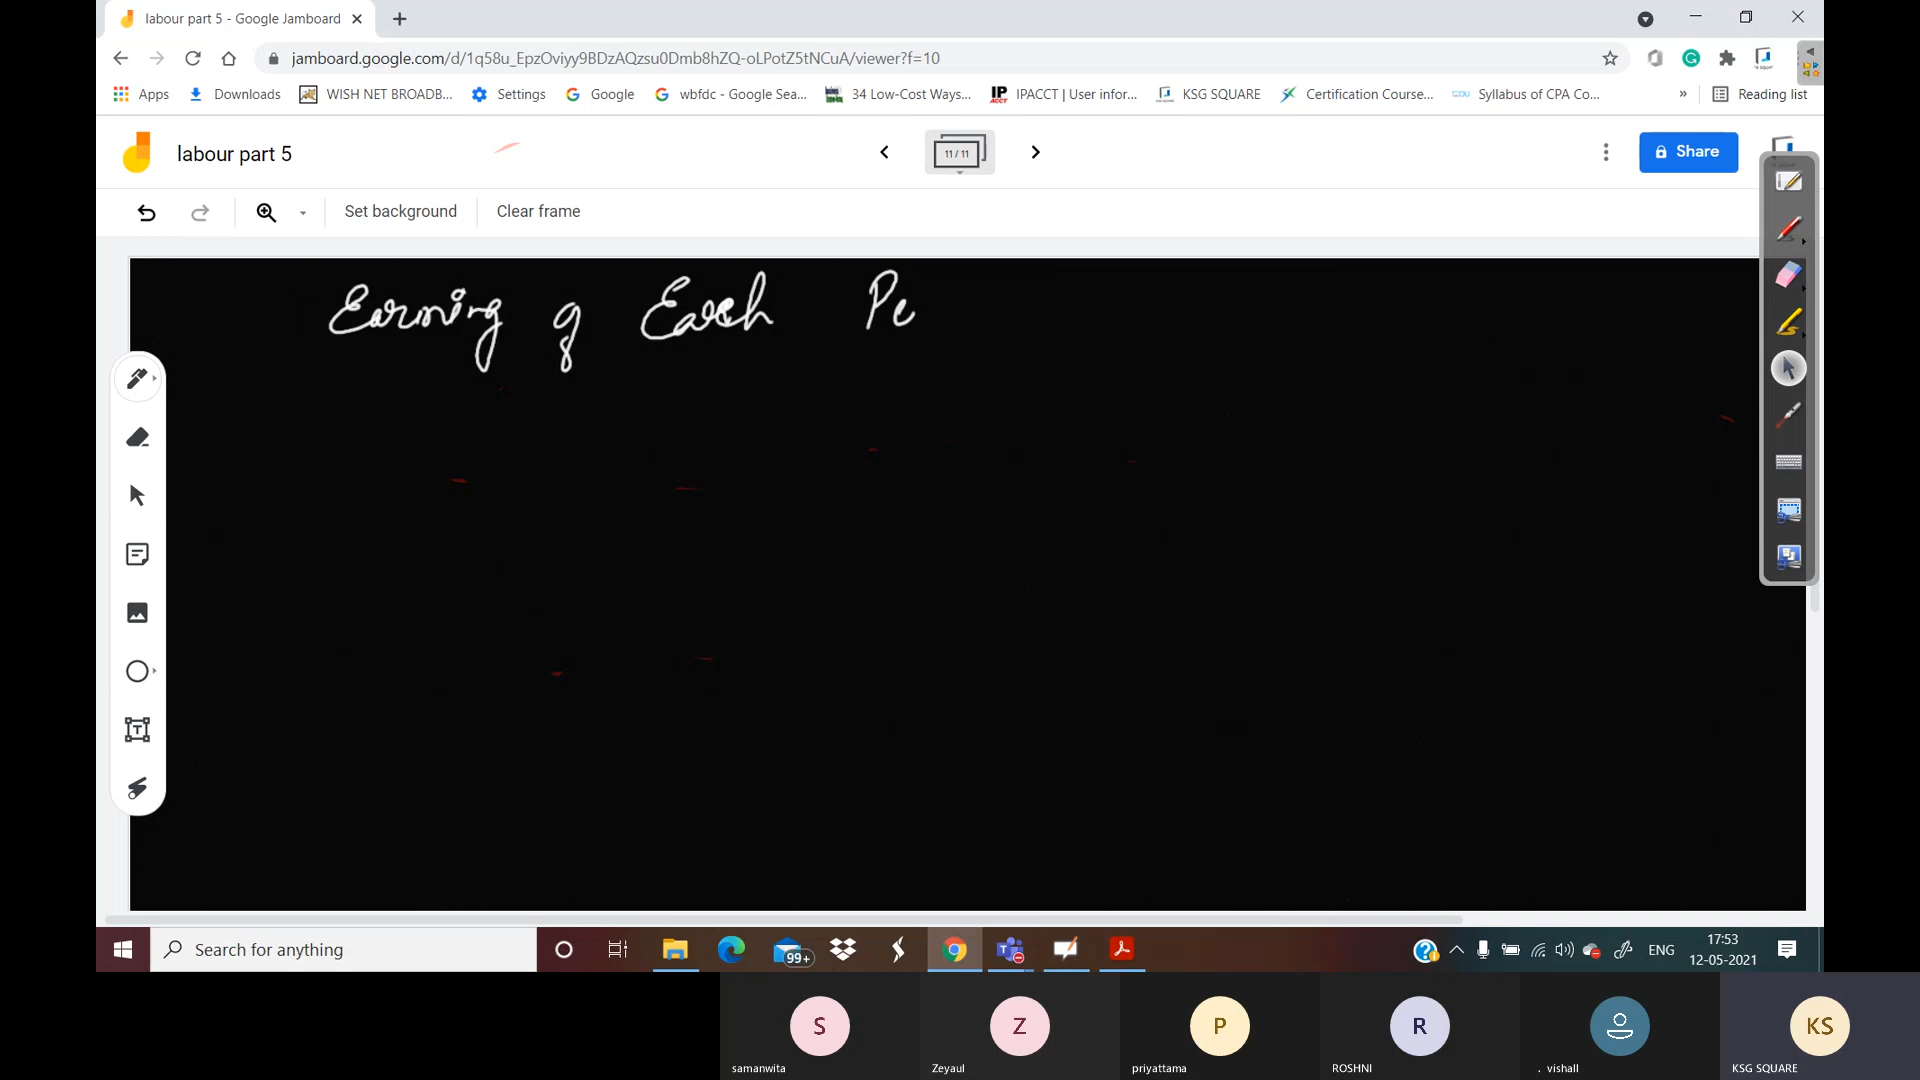 labour part 5 - Google Jamboard
jamboard.google.com/d/1q58u_EpzOviyy9BDzAQzsu0Dmb8hZQ-oLPotZ5tNCuA/viewer?f=10
Apps Downloads WISH NET BROADB... Settings Google wbfdc - Google Sea... 34 Low-Cost Ways... IP ACCT IPACCT | User infor... KSG SQUARE Certification Course... Syllabus of CPA Co... » Reading list
labour part 5 11 / 11 Share
Set background Clear frame
Earning of Each Pe
Search for anything 99+ ENG 17:53
12-05-2021
S Z P R KS
samanwita Zeyaul priyattama ROSHNI . vishall KSG SQUARE